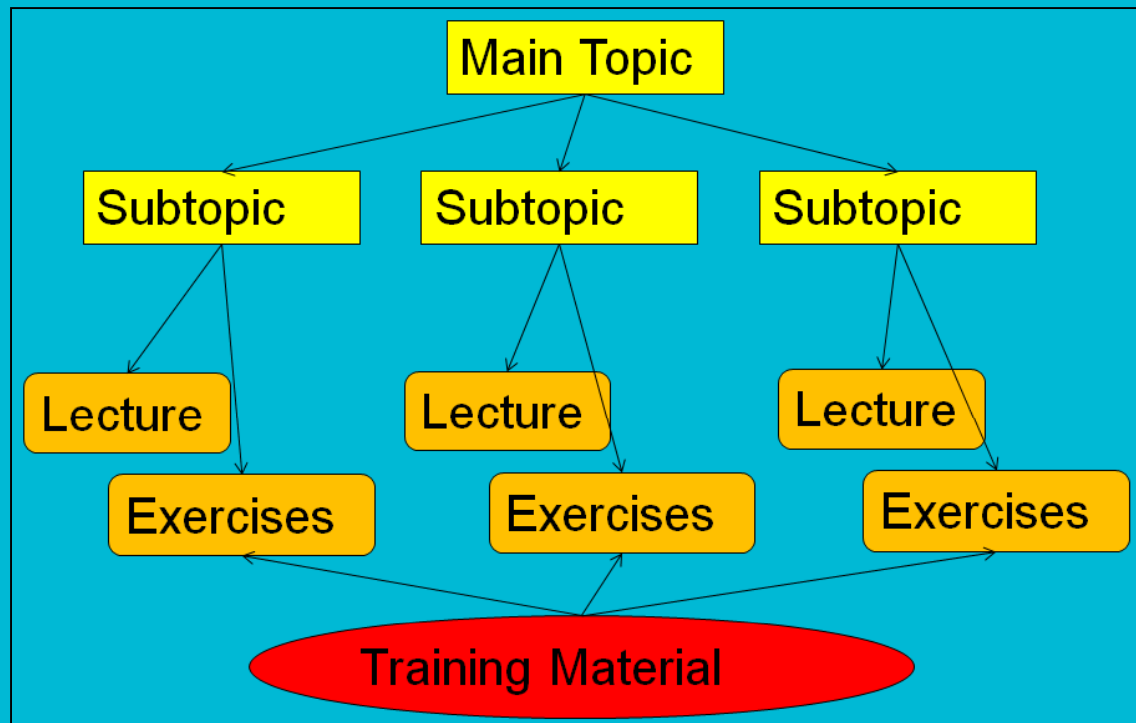 Main Topic
Subtopic
Subtopic
Subtopic
Lecture
Lecture
Lecture
Exercises
Exercises
Exercises
Training Material